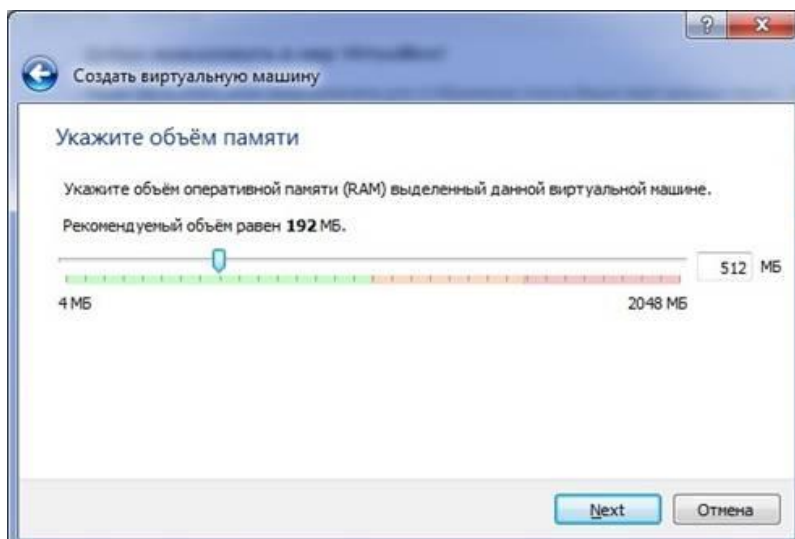 Создать виртуальную машину
Укажите объём памяти
Укажите объём оперативной памяти (RAM) выделенный данной виртуальной машине.
Рекомендуемый объём равен 192 МБ.
512 МБ
4 МБ 2048 МБ
Next Отмена